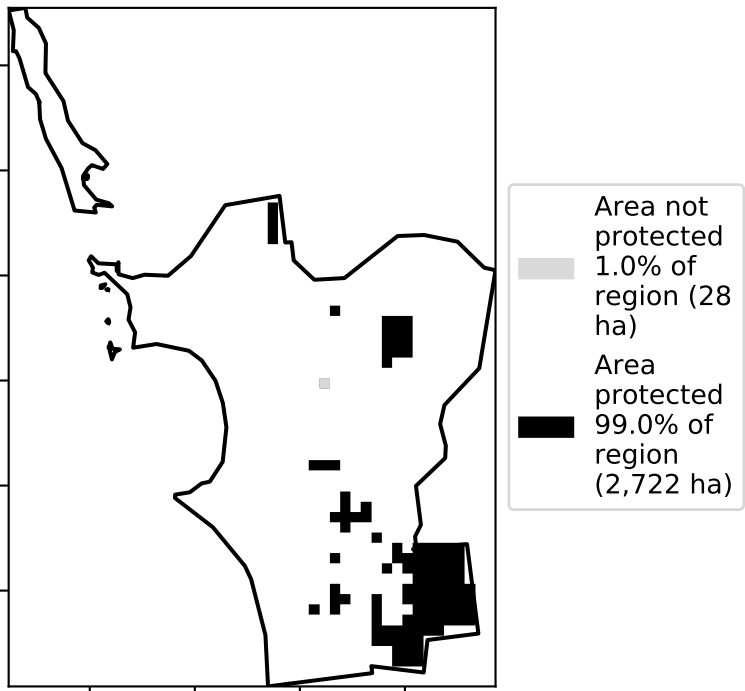 Area not
protected
1.0% of
region (28
ha)
Area
protected
99.0% of
region
(2,722 ha)